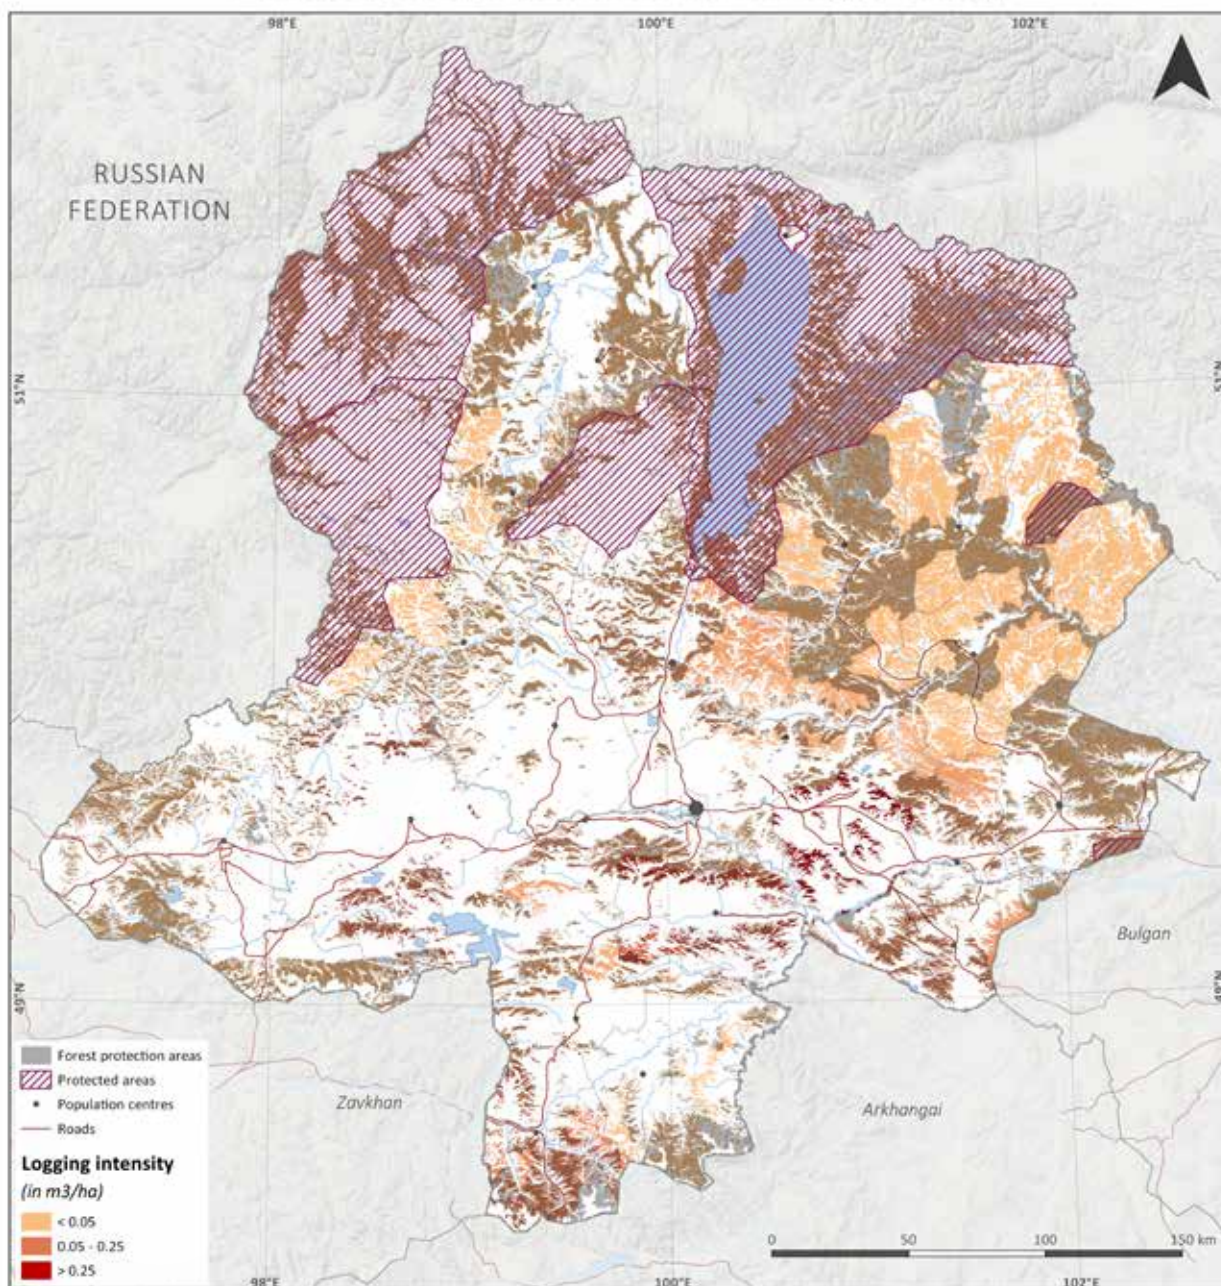 98°E
100°E
102°E
RUSSIAN
FEDERATION
51°N
51°N
49°N
49°N
Bulgan
Zavkhan
Arkhangai
Forest protection areas
Protected areas
Population centres
Roads
Logging intensity
(in m3/ha)
< 0.05
0.05 - 0.25
> 0.25
0
50
100
150 km
98°E
100°E
102°E